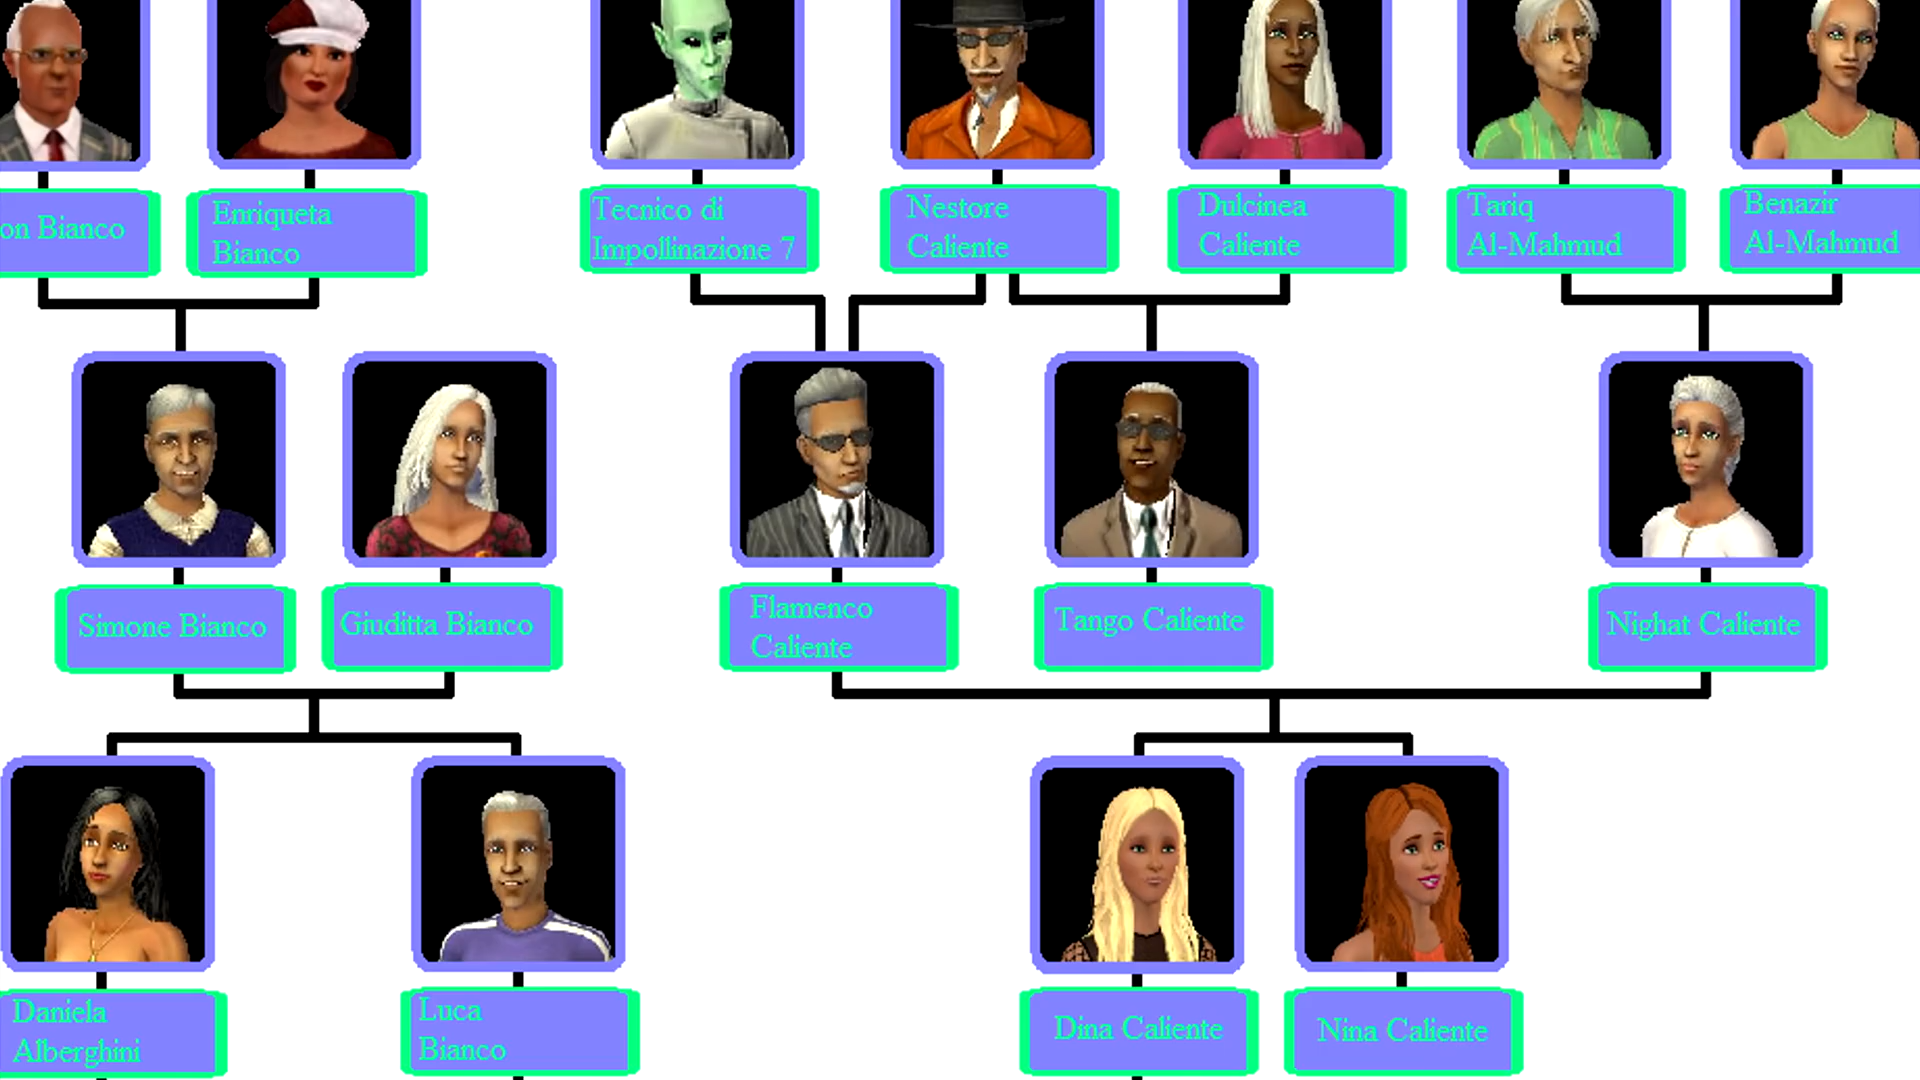 on Bianco
Enriqueta
Bianco
Tecnico di
Impollinazione 7
Nestore
Caliente
Dulcinea
Caliente
Tariq
Al-Mahmud
Benazir
Al-Mahmud
Simone Bianco
Giuditta Bianco
Flamenco
Caliente
Tango Caliente
Nighat Caliente
Daniela
Alberghini
Luca
Bianco
Dina Caliente
Nina Caliente